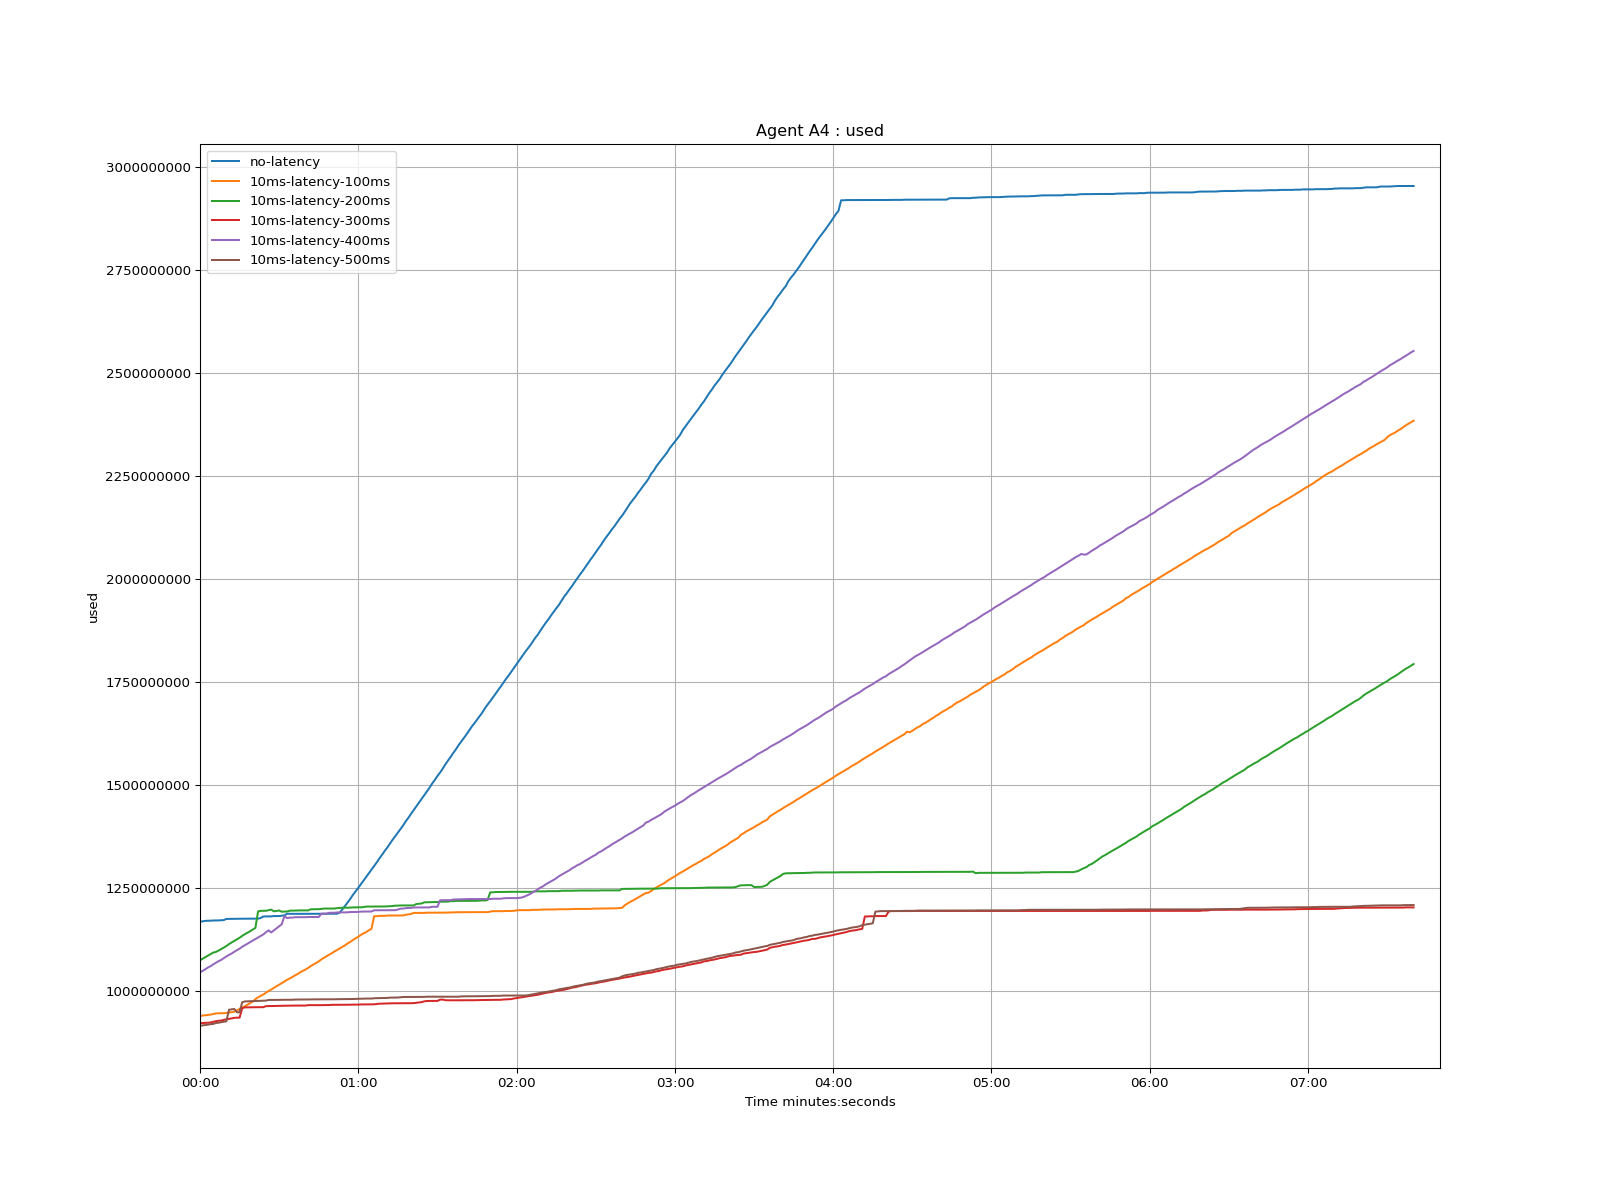 Agent A4 : used
3000000000
2750000000
2500000000
2250000000
2000000000
1750000000
1500000000
1250000000
1000000000
used
no-latency
10ms-latency-100ms
10ms-latency-200ms
10ms-latency-300ms
10ms-latency-400ms
10ms-latency-500ms
00:00 01:00 02:00 03:00 04:00 05:00 06:00 07:00
Time minutes:seconds